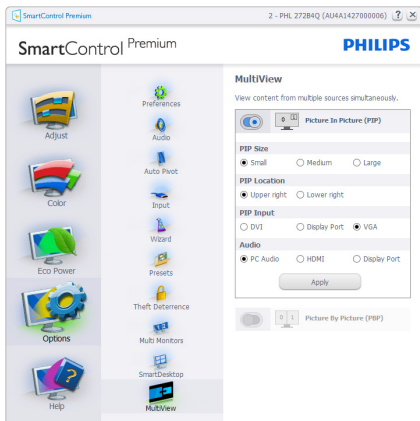 SmartControl Premium
2 - PHL 272B4Q (AU4A1427000006) ? X
SmartControl Premium
PHILIPS
Adjust
Color
Eco Power
Options
Help
Preferences
Audio
Auto Pivot
Input
Wizard
Presets
Theft Deterrence
Multi Monitors
SmartDesktop
MultiView
MultiView
View content from multiple sources simultaneously.
Picture In Picture (PIP)
PIP Size
Small Medium Large
PIP Location
Upper right Lower right
PIP Input
DVI Display Port VGA
Audio
PC Audio HDMI Display Port
Apply
0 1 Picture By Picture (PBP)